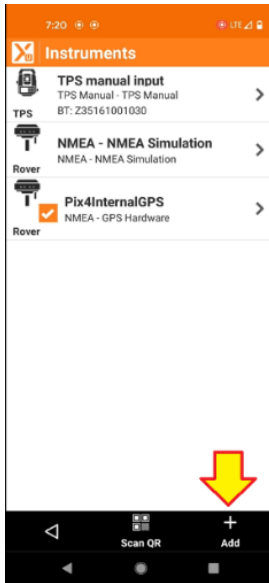 7:20
LTE
X
Instruments
TPS manual input
TPS Manual - TPS Manual
BT: Z35161001030
TPS
NMEA - NMEA Simulation
NMEA - NMEA Simulation
Rover
Pix4InternalGPS
NMEA - GPS Hardware
Rover
Scan QR
Add